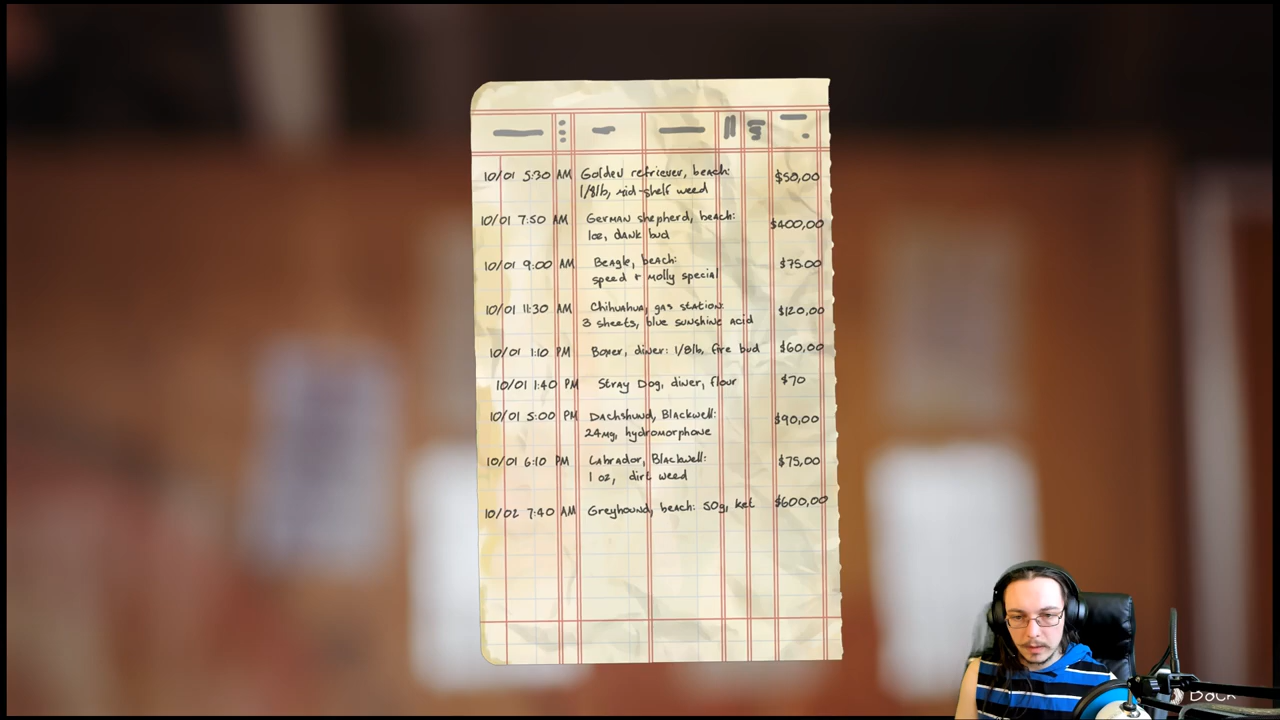 10/01 5:30 AM Golden retriever, beach: $50,00
1/8lb, mid-shelf weed
10/01 7:50 AM German shepherd, beach: $400,00
1oz, dank bud
10/01 9:00 AM Beagle, beach: $75.00
speed + molly special
10/01 11:30 AM Chihuahua, gas station: $120,00
3 sheets, blue sunshine acid
10/01 1:10 PM Boxer, diner: 1/8lb, fire bud $60,00
10/01 1:40 PM Stray Dog, diner, flour $70
10/01 5:00 PM Dachshund, Blackwell: $90,00
24mg, hydromorphone
10/01 6:10 PM Labrador, Blackwell: $75,00
1 oz, dirt weed
10/02 7:40 AM Greyhound, beach: 50g, ket $600,00